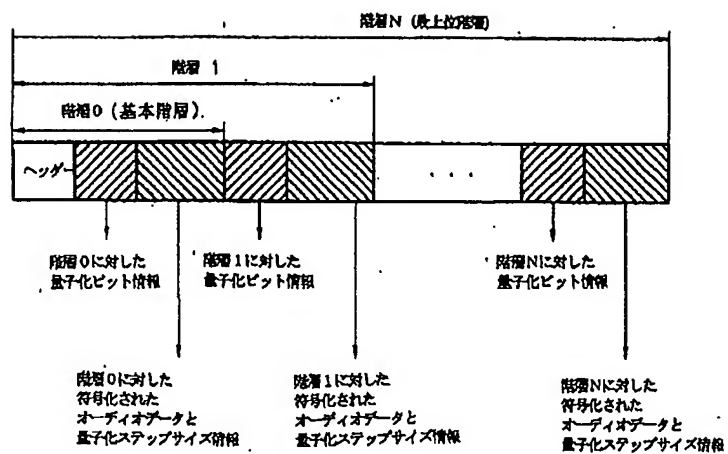 階層N (最上位階層)
階層 1
階層0 (基本階層)
ヘッダー
・・・
階層0に対した
量子化ビット情報
階層1に対した
量子化ビット情報
階層Nに対した
量子化ビット情報
階層0に対した
符号化された
オーディオデータと
量子化ステップサイズ情報
階層1に対した
符号化された
オーディオデータと
量子化ステップサイズ情報
階層Nに対した
符号化された
オーディオデータと
量子化ステップサイズ情報